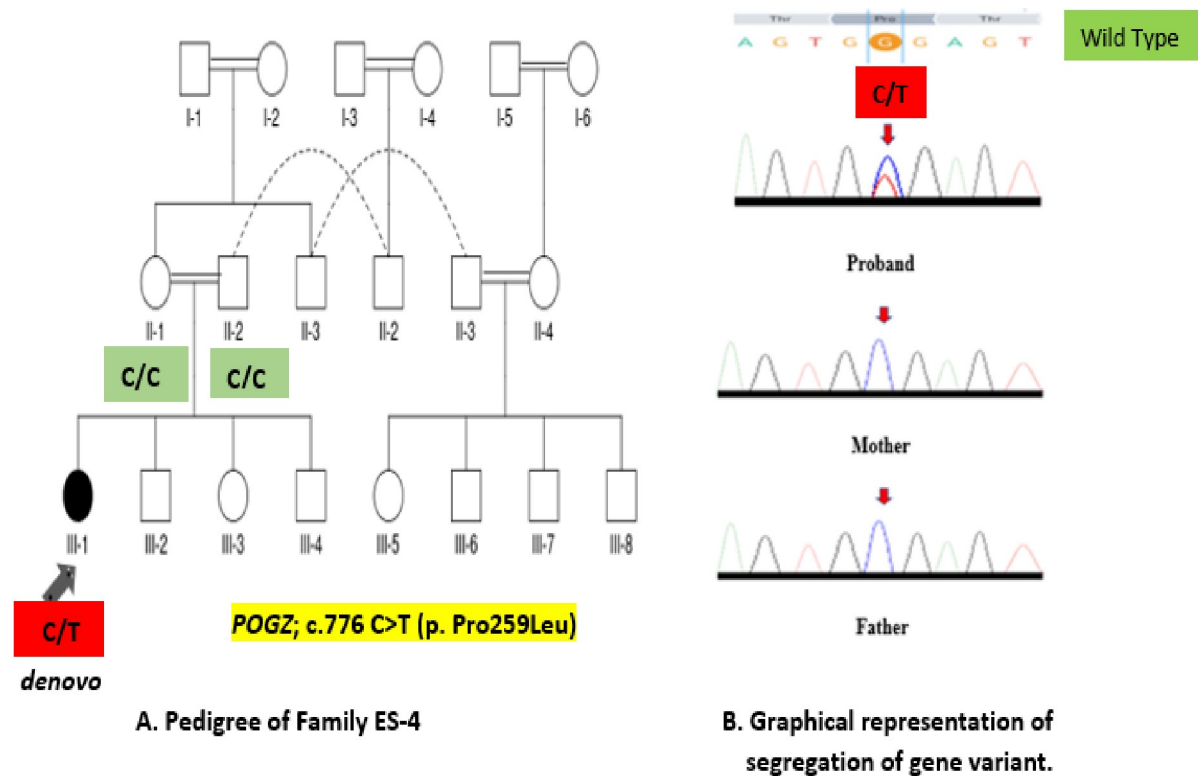 I-1 I-2 I-3 I-4 I-5 I-6
II-1 II-2 II-3 II-2 II-3 II-4
C/C C/C
III-1 III-2 III-3 III-4 III-5 III-6 III-7 III-8
C/T
denovo
POGZ; c.776 C>T (p. Pro259Leu)
A. Pedigree of Family ES-4
Thr Pro Thr
A G T G G G A G T
Wild Type
C/T
Proband
Mother
Father
B. Graphical representation of
segregation of gene variant.